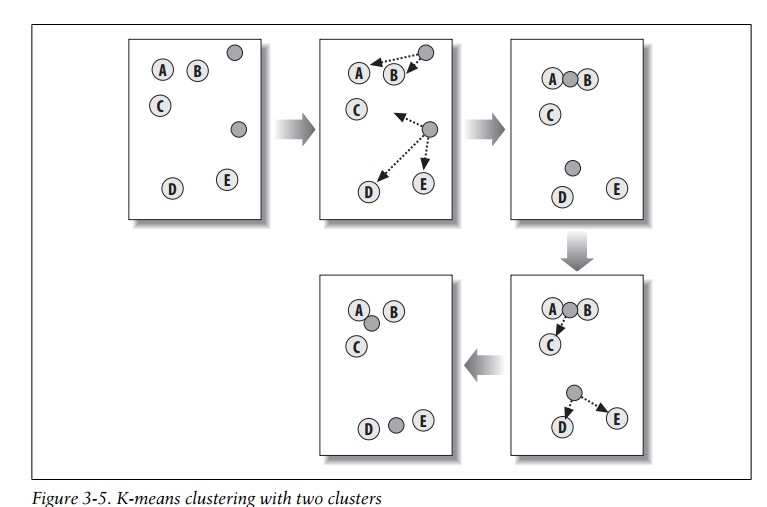 A B
C
D E
A B
C
D E
A B
C
D E
A B
C
D E
A B
C
D E
Figure 3-5. K-means clustering with two clusters